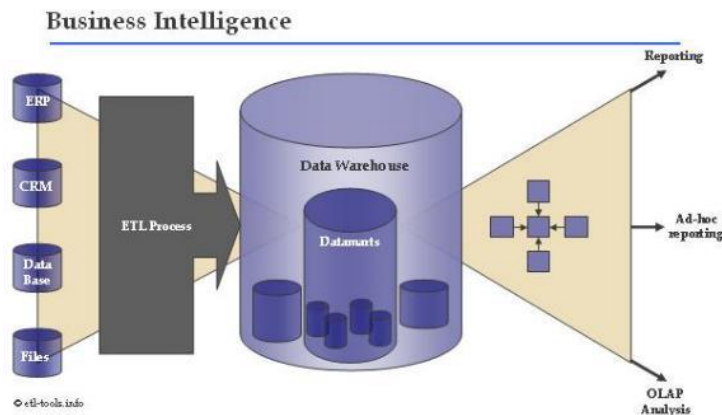 Business Intelligence
ERP
CRM
Data
Base
Files
ETL Process
Data Warehouse
Datamarts
Reporting
Ad-hoc
reporting
OLAP
Analysis
© etl-tools.info